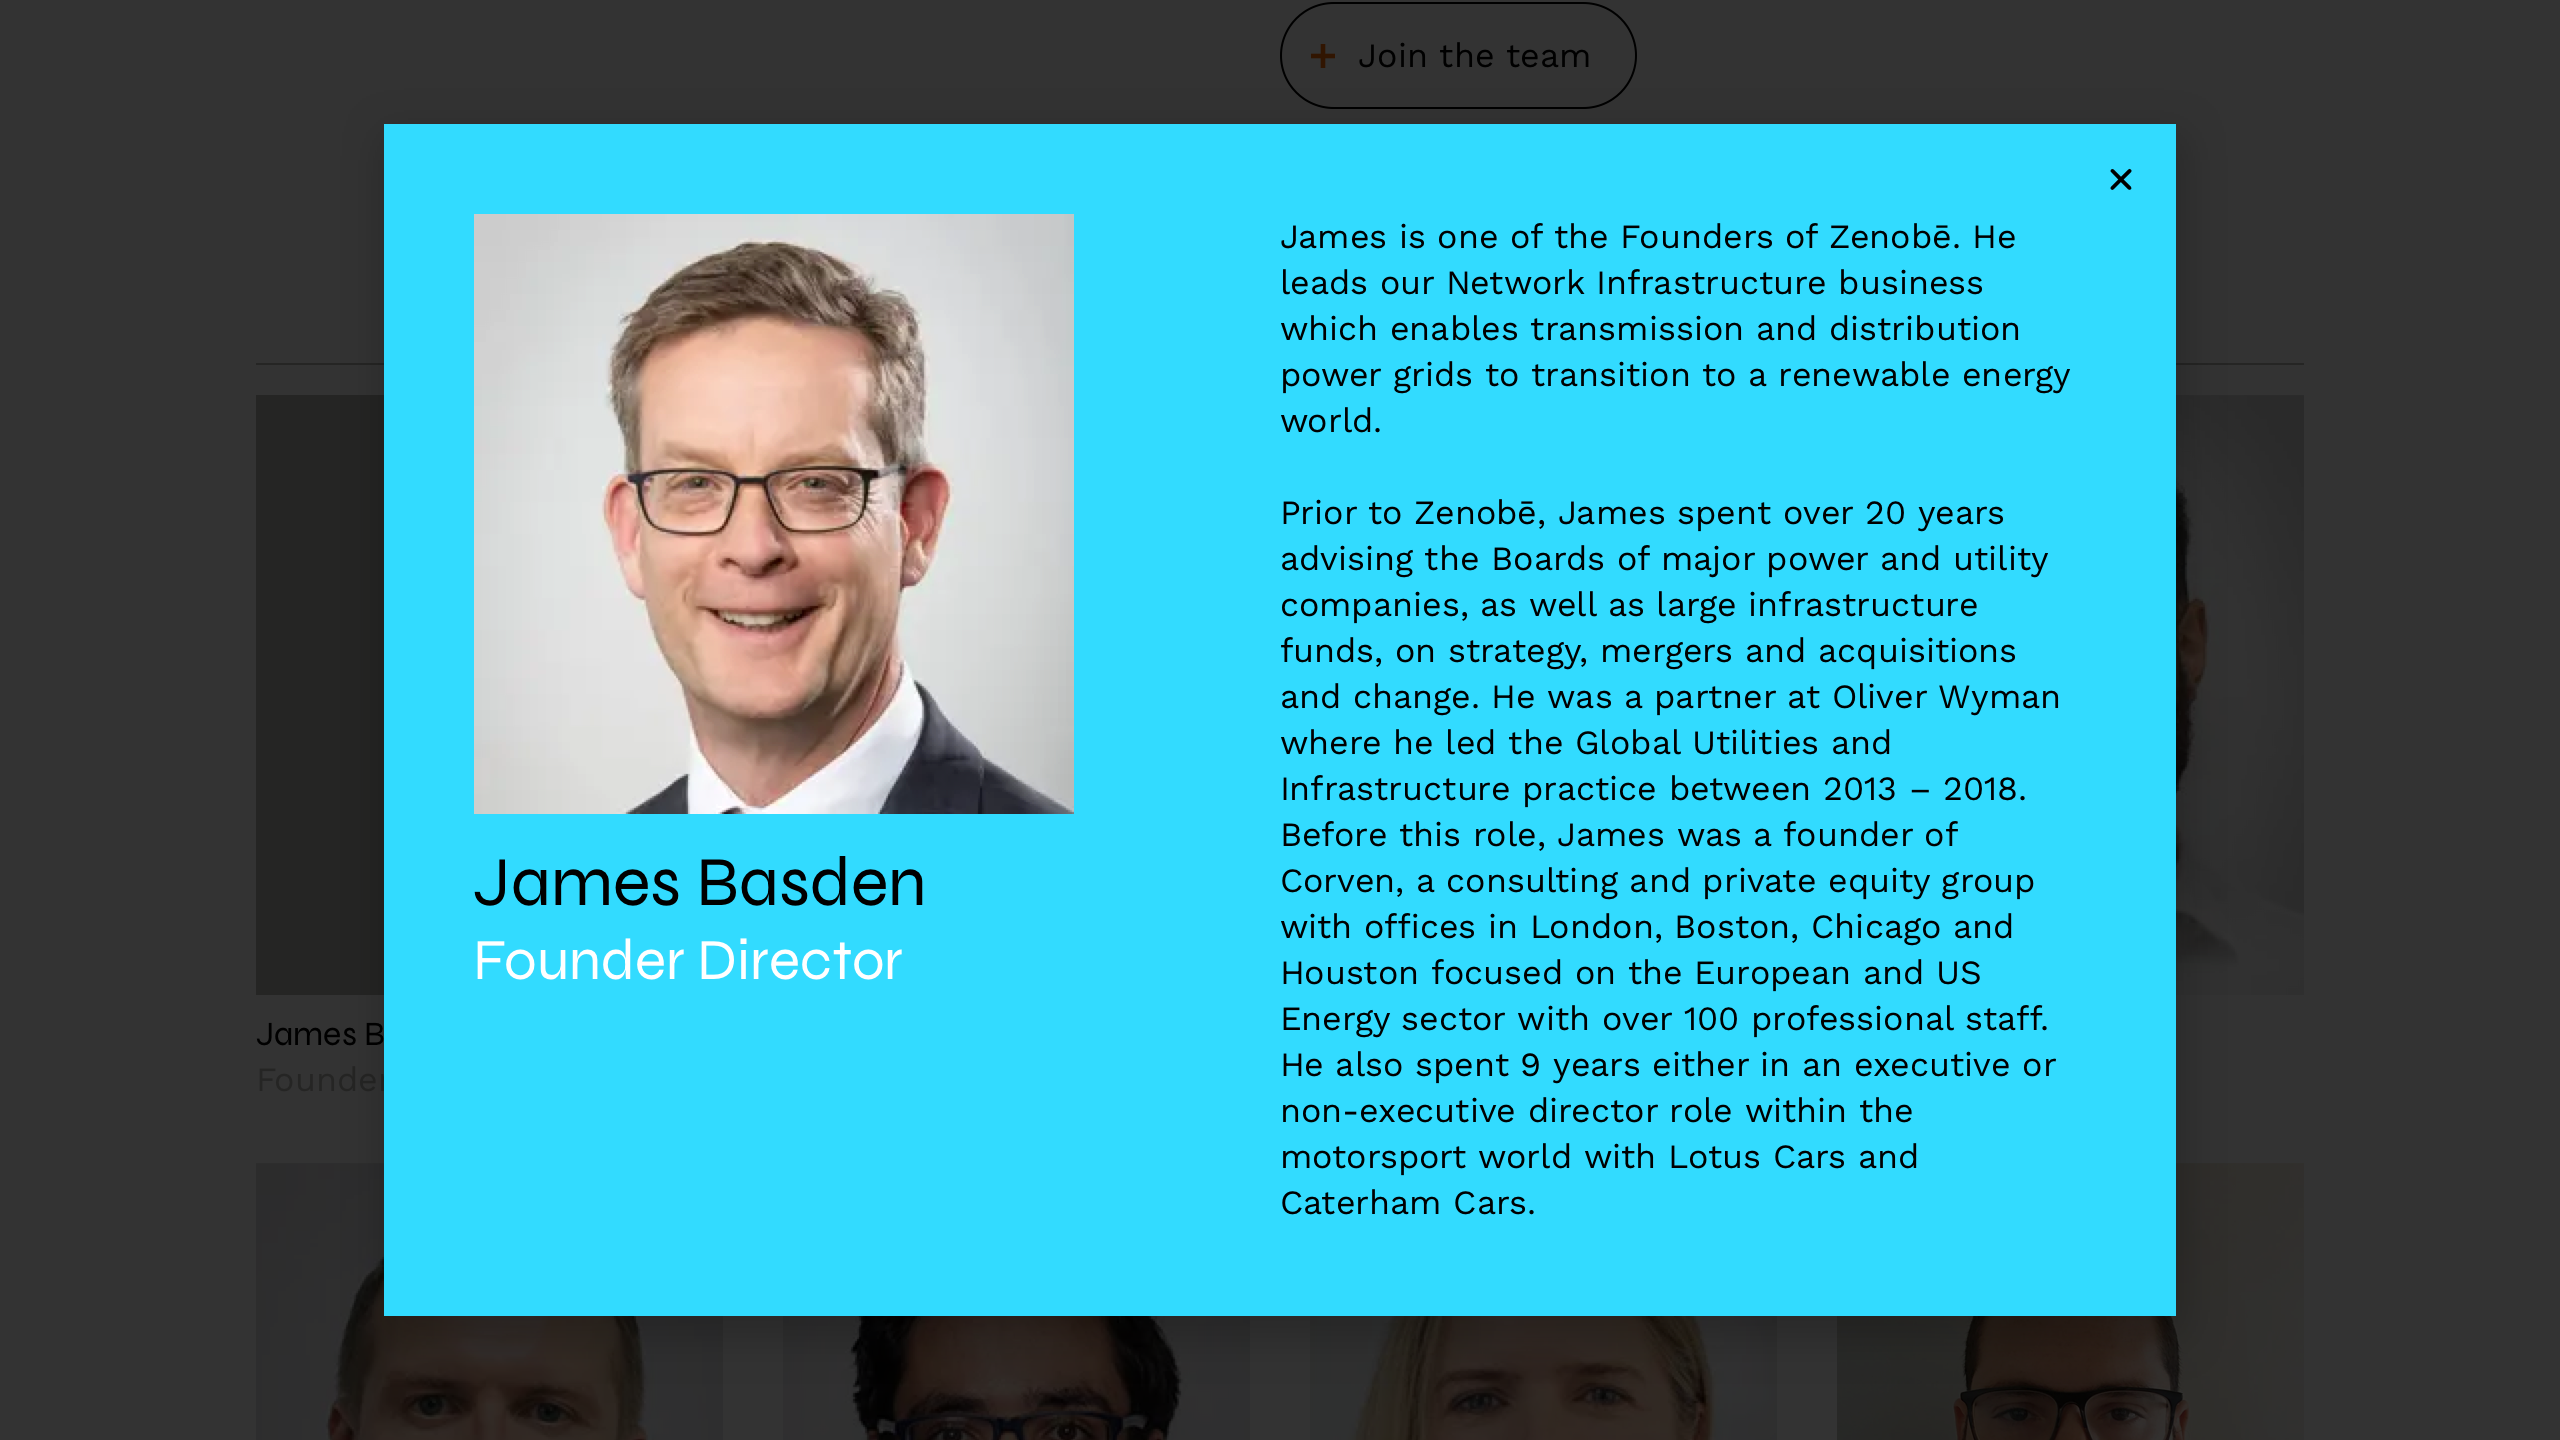 Join the team
James is one of the Founders of Zenobē. He
leads our Network Infrastructure business
which enables transmission and distribution
power grids to transition to a renewable energy
world.
Prior to Zenobē, James spent over 20 years
advising the Boards of major power and utility
companies, as well as large infrastructure
funds, on strategy, mergers and acquisitions
and change. He was a partner at Oliver Wyman
where he led the Global Utilities and
Infrastructure practice between 2013 – 2018.
Before this role, James was a founder of
Corven, a consulting and private equity group
with offices in London, Boston, Chicago and
Houston focused on the European and US
Energy sector with over 100 professional staff.
He also spent 9 years either in an executive or
non-executive director role within the
motorsport world with Lotus Cars and
Caterham Cars.
James Basden
Founder Director
James B
Founder